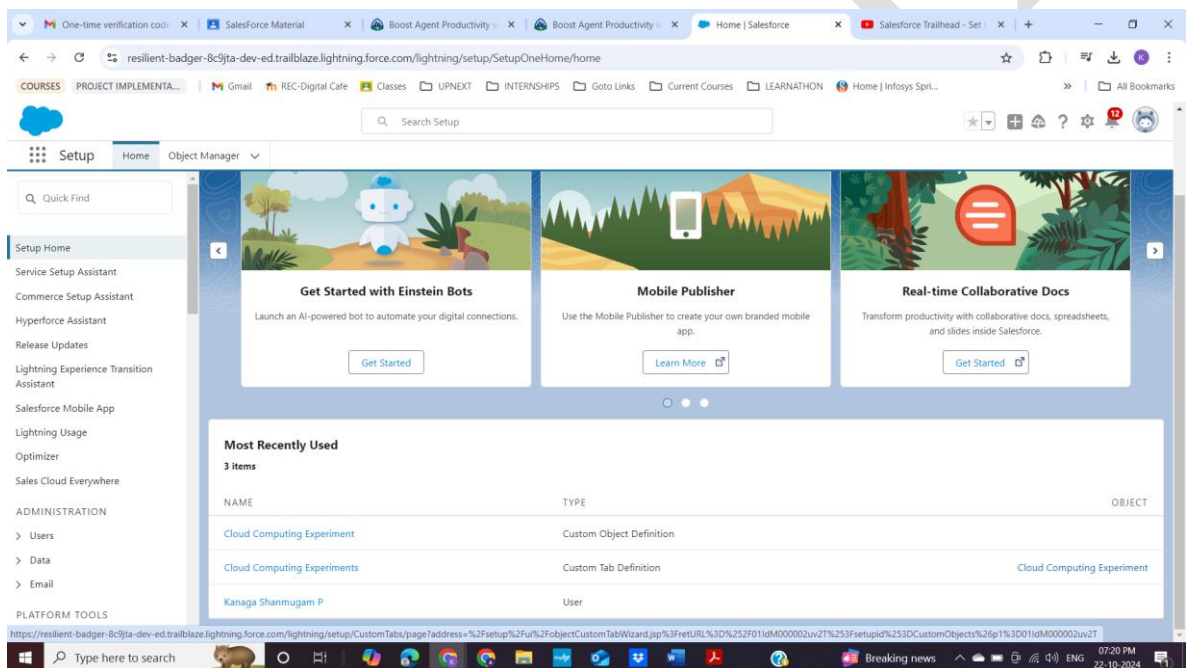 One-time verification code
SalesForce Material
Boost Agent Productivity
Boost Agent Productivity
Home | Salesforce
Salesforce Trailhead - Set
resilient-badger-8c9jta-dev-ed.trailblaze.lightning.force.com/lightning/setup/SetupOneHome/home
K
COURSES PROJECT IMPLEMENTA... Gmail REC-Digital Cafe Classes UPNEXT INTERNSHIPS Goto Links Current Courses LEARNATHON Home | Infosys Spri... » All Bookmarks
Search Setup
12
Setup Home Object Manager
Quick Find
Setup Home
Service Setup Assistant
Commerce Setup Assistant
Hyperforce Assistant
Release Updates
Lightning Experience Transition
Assistant
Salesforce Mobile App
Lightning Usage
Optimizer
Sales Cloud Everywhere
ADMINISTRATION
> Users
> Data
> Email
PLATFORM TOOLS
Get Started with Einstein Bots
Launch an AI-powered bot to automate your digital connections.
Get Started
Mobile Publisher
Use the Mobile Publisher to create your own branded mobile
app.
Learn More
Real-time Collaborative Docs
Transform productivity with collaborative docs, spreadsheets,
and slides inside Salesforce.
Get Started
Most Recently Used
3 items
NAME TYPE OBJECT
Cloud Computing Experiment Custom Object Definition
Cloud Computing Experiments Custom Tab Definition Cloud Computing Experiment
Kanaga Shanmugam P User
https://resilient-badger-8c9jta-dev-ed.trailblaze.lightning.force.com/lightning/setup/CustomTabs/page?address=%2Fsetup%2Fui%2FobjectCustomTabWizard.jsp%3FretURL%3D%252F01IdM000002uv2T%253Fsetupid%253DCustomObjects%26p1%3D01IdM000002uv2T
Type here to search
Breaking news
ENG
07:20 PM
22-10-2024